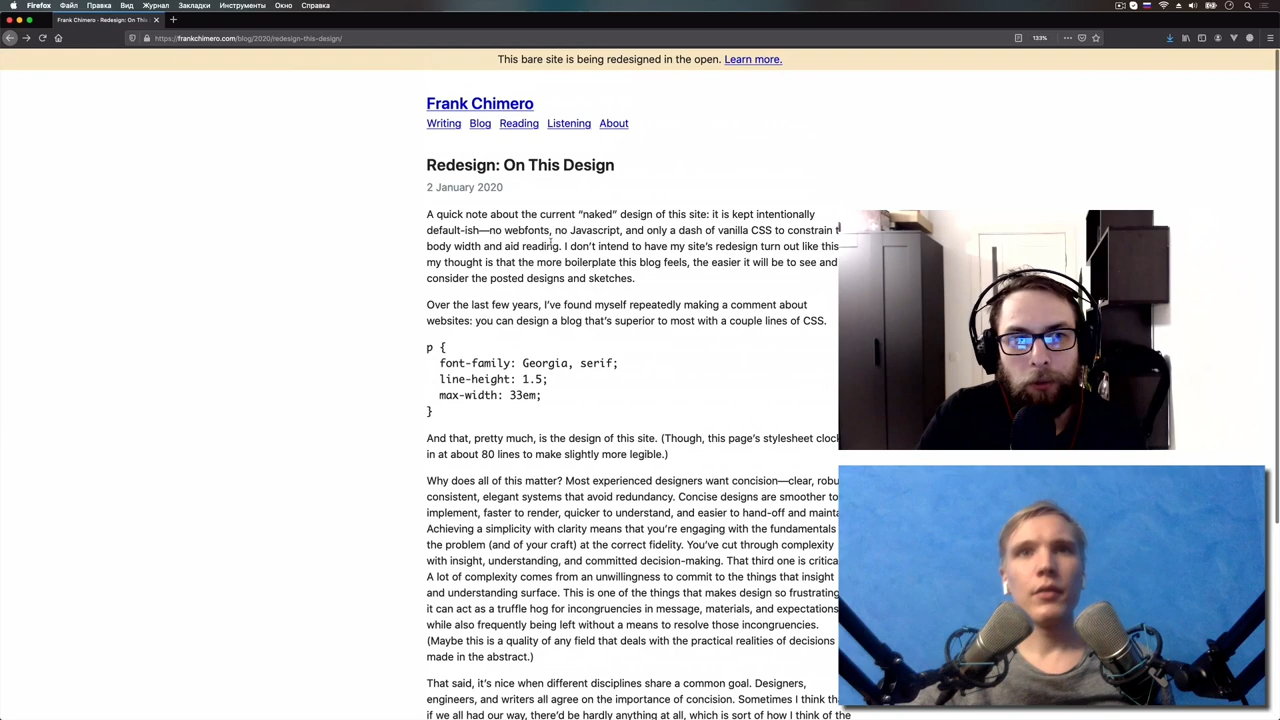 Firefox Файл Правка Вид Журнал Закладки Инструменты Окно Справка
Frank Chimero · Redesign: On This
https://frankchimero.com/blog/2020/redesign-this-design/
133%
This bare site is being redesigned in the open. Learn more.
Frank Chimero
Writing Blog Reading Listening About
Redesign: On This Design
2 January 2020
A quick note about the current “naked” design of this site: it is kept intentionally
default-ish—no webfonts, no Javascript, and only a dash of vanilla CSS to constrain t
body width and aid reading. I don’t intend to have my site’s redesign turn out like this
my thought is that the more boilerplate this blog feels, the easier it will be to see and
consider the posted designs and sketches.
Over the last few years, I’ve found myself repeatedly making a comment about
websites: you can design a blog that’s superior to most with a couple lines of CSS.
p {
font-family: Georgia, serif;
line-height: 1.5;
max-width: 33em;
}
And that, pretty much, is the design of this site. (Though, this page’s stylesheet clock
in at about 80 lines to make slightly more legible.)
Why does all of this matter? Most experienced designers want concision—clear, robu
consistent, elegant systems that avoid redundancy. Concise designs are smoother to
implement, faster to render, quicker to understand, and easier to hand-off and mainta
Achieving a simplicity with clarity means that you’re engaging with the fundamentals
the problem (and of your craft) at the correct fidelity. You’ve cut through complexity
with insight, understanding, and committed decision-making. That third one is critica
A lot of complexity comes from an unwillingness to commit to the things that insight
and understanding surface. This is one of the things that makes design so frustrating
it can act as a truffle hog for incongruencies in message, materials, and expectations
while also frequently being left without a means to resolve those incongruencies.
(Maybe this is a quality of any field that deals with the practical realities of decisions
made in the abstract.)
That said, it’s nice when different disciplines share a common goal. Designers,
engineers, and writers all agree on the importance of concision. Sometimes I think th
if we all had our way, there’d be hardly anything at all, which is sort of how I think of the